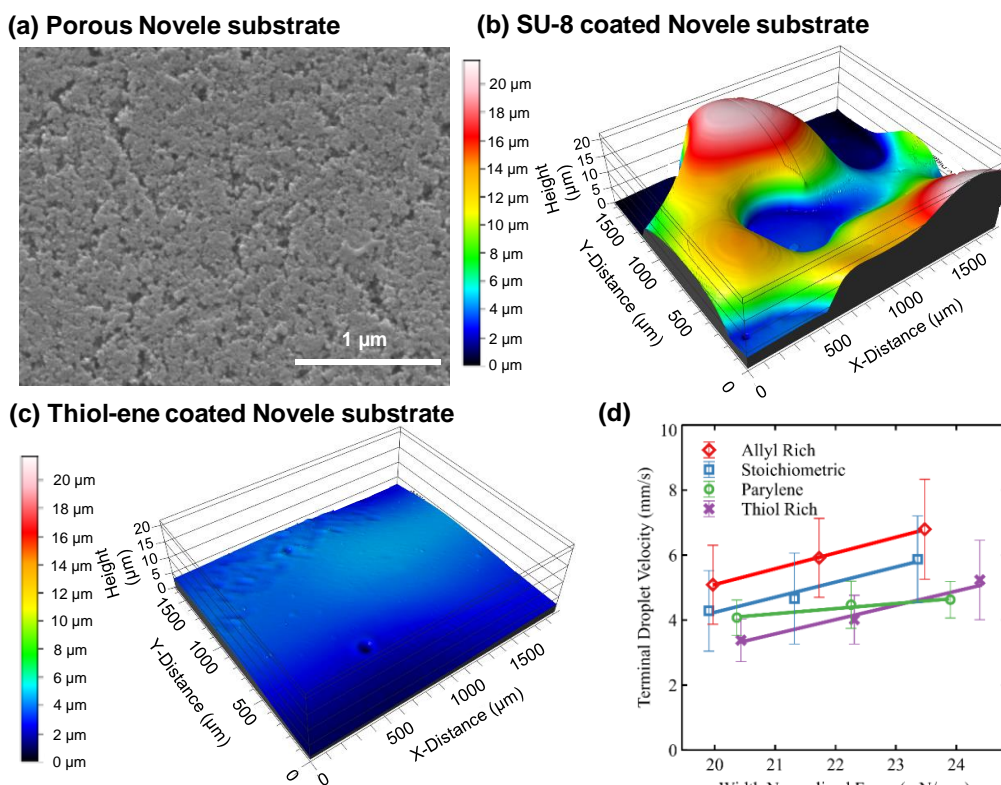 (a) Porous Novele substrate
1 µm
(b) SU-8 coated Novele substrate
20 µm
18 µm
16 µm
14 µm
12 µm
10 µm
8 µm
6 µm
4 µm
2 µm
0 µm
Height
(µm)
20
15
10
5
0
1500
1000
500
0
Y-Distance (µm)
0
500
1000
1500
X-Distance (µm)
(c) Thiol-ene coated Novele substrate
20 µm
18 µm
16 µm
14 µm
12 µm
10 µm
8 µm
6 µm
4 µm
2 µm
0 µm
Height
(µm)
20
15
10
5
0
1500
1000
500
0
Y-Distance (µm)
0
500
1000
1500
X-Distance (µm)
(d)
Terminal Droplet Velocity (mm/s)
10
8
6
4
2
0
Allyl Rich
Stoichiometric
Parylene
Thiol Rich
20 21 22 23 24